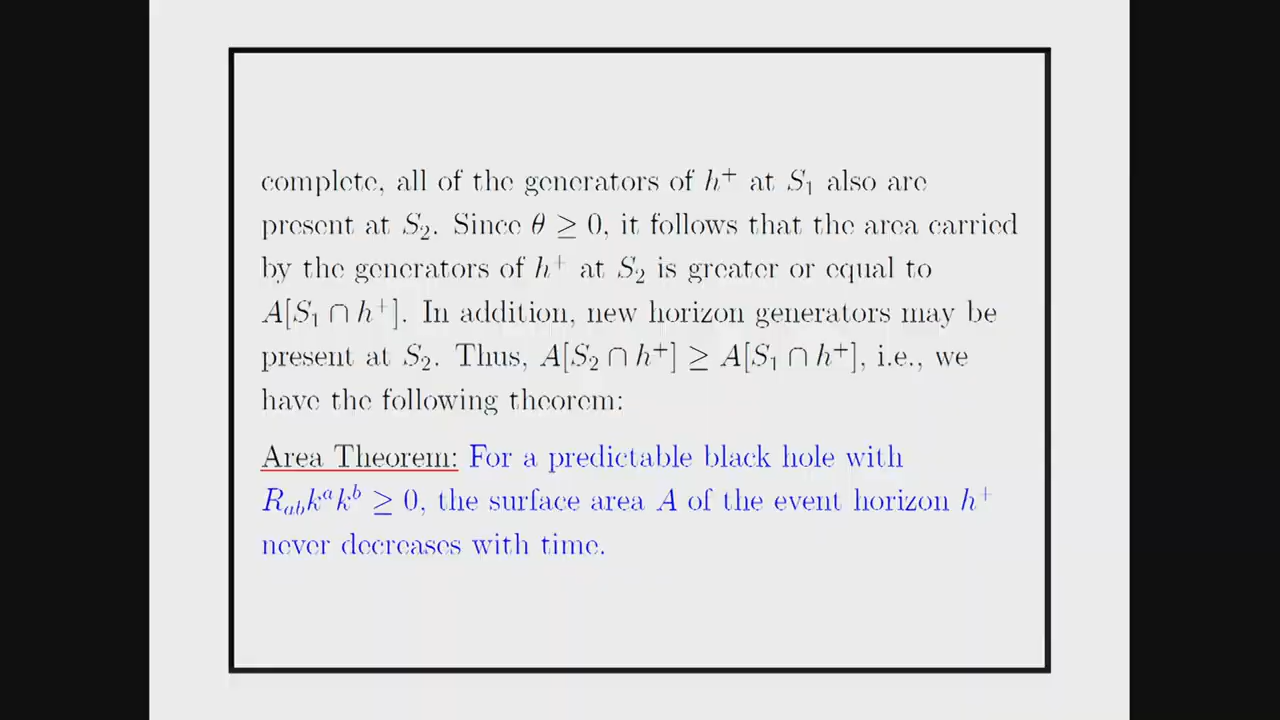 complete, all of the generators of h⁺ at S₁ also are
present at S₂. Since θ ≥ 0, it follows that the area carried
by the generators of h⁺ at S₂ is greater or equal to
A[S₁ ∩ h⁺]. In addition, new horizon generators may be
present at S₂. Thus, A[S₂ ∩ h⁺] ≥ A[S₁ ∩ h⁺], i.e., we
have the following theorem:
Area Theorem: For a predictable black hole with
R_{ab}k^a k^b ≥ 0, the surface area A of the event horizon h⁺
never decreases with time.